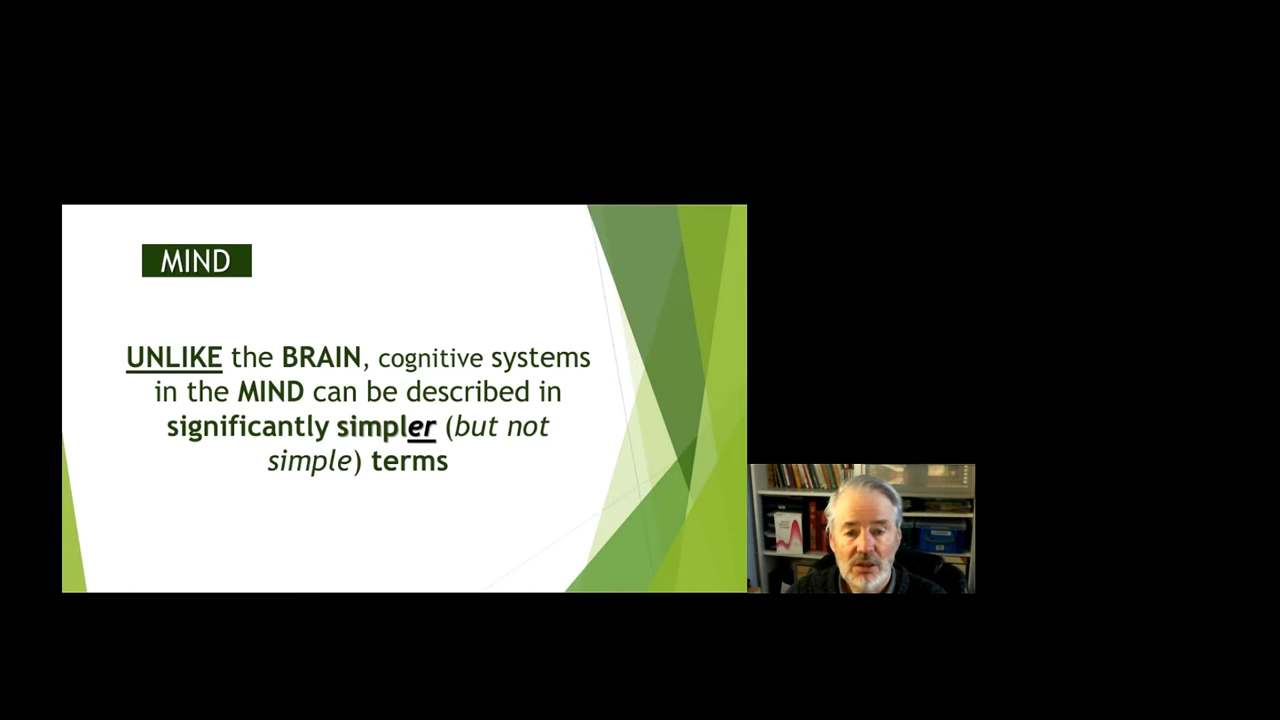 MIND
UNLIKE the BRAIN, cognitive systems
in the MIND can be described in
significantly simpler (but not
simple) terms